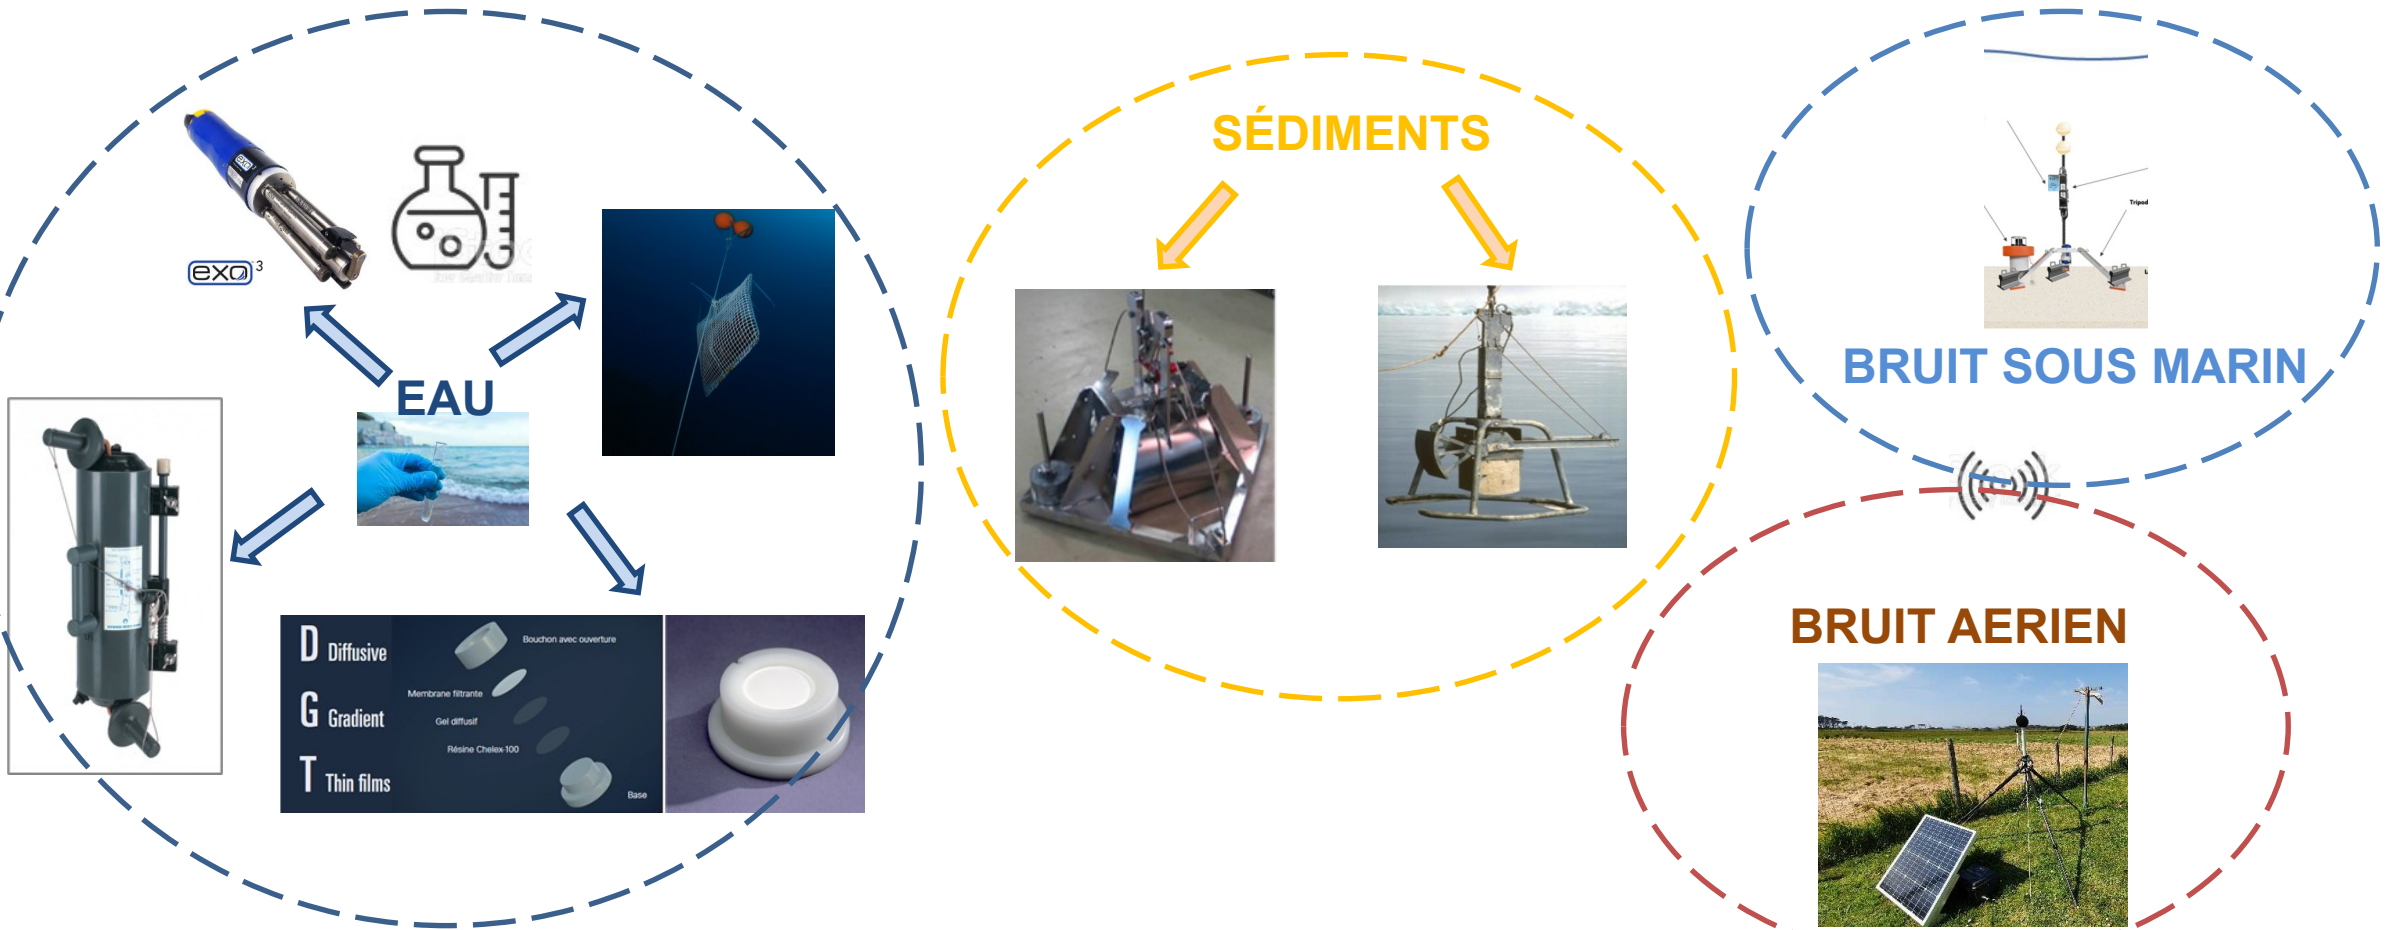 exo
exo 3
EAU
D Diffusive
G Gradient
T Thin films
Bouchon avec ouverture
Membrane filtrante
Gel diffusif
Résine Chelex-100
Base
SÉDIMENTS
Tripod
BRUIT SOUS MARIN
BRUIT AERIEN